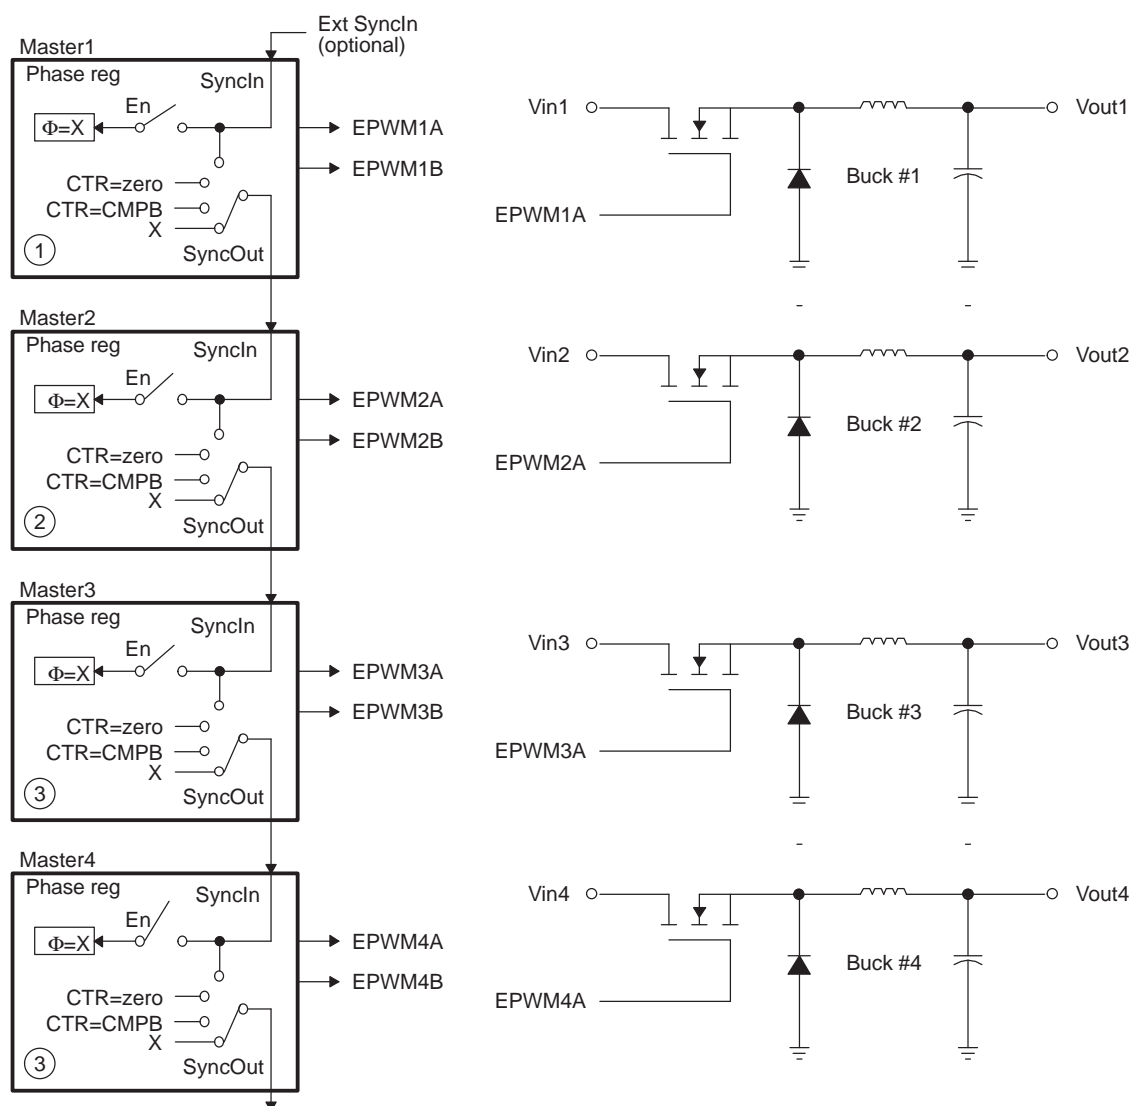 Ext SyncIn
(optional)
Master1
Phase reg
SyncIn
En
Φ=X
EPWM1A
EPWM1B
CTR=zero
CTR=CMPB
X
SyncOut
1
Vin1
Vout1
Buck #1
EPWM1A
Master2
Phase reg
SyncIn
En
Φ=X
EPWM2A
EPWM2B
CTR=zero
CTR=CMPB
X
SyncOut
2
Vin2
Vout2
Buck #2
EPWM2A
Master3
Phase reg
SyncIn
En
Φ=X
EPWM3A
EPWM3B
CTR=zero
CTR=CMPB
X
SyncOut
3
Vin3
Vout3
Buck #3
EPWM3A
Master4
Phase reg
SyncIn
En
Φ=X
EPWM4A
EPWM4B
CTR=zero
CTR=CMPB
X
SyncOut
3
Vin4
Vout4
Buck #4
EPWM4A